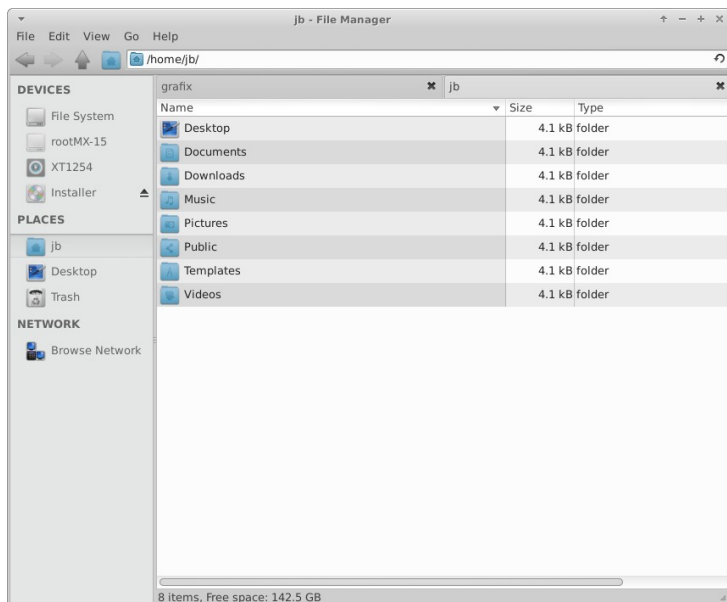 jb - File Manager
File Edit View Go Help
/home/jb/
DEVICES
File System
rootMX-15
XT1254
Installer
PLACES
jb
Desktop
Trash
NETWORK
Browse Network
grafix jb
Name Size Type
Desktop 4.1 kB folder
Documents 4.1 kB folder
Downloads 4.1 kB folder
Music 4.1 kB folder
Pictures 4.1 kB folder
Public 4.1 kB folder
Templates 4.1 kB folder
Videos 4.1 kB folder
8 items, Free space: 142.5 GB